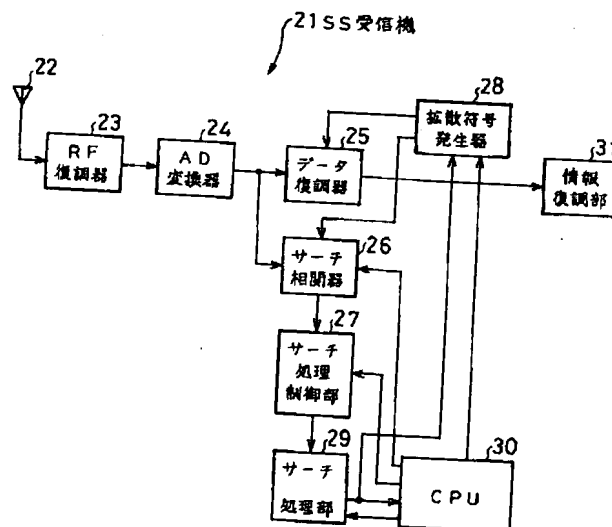 21 SS受信機
22
23
RF
復調器
24
AD
変換器
25
データ
復調器
28
拡散符号
発生器
31
情報
復調部
26
サーチ
相関器
27
サーチ
処理
制御部
29
サーチ
処理部
30
CPU